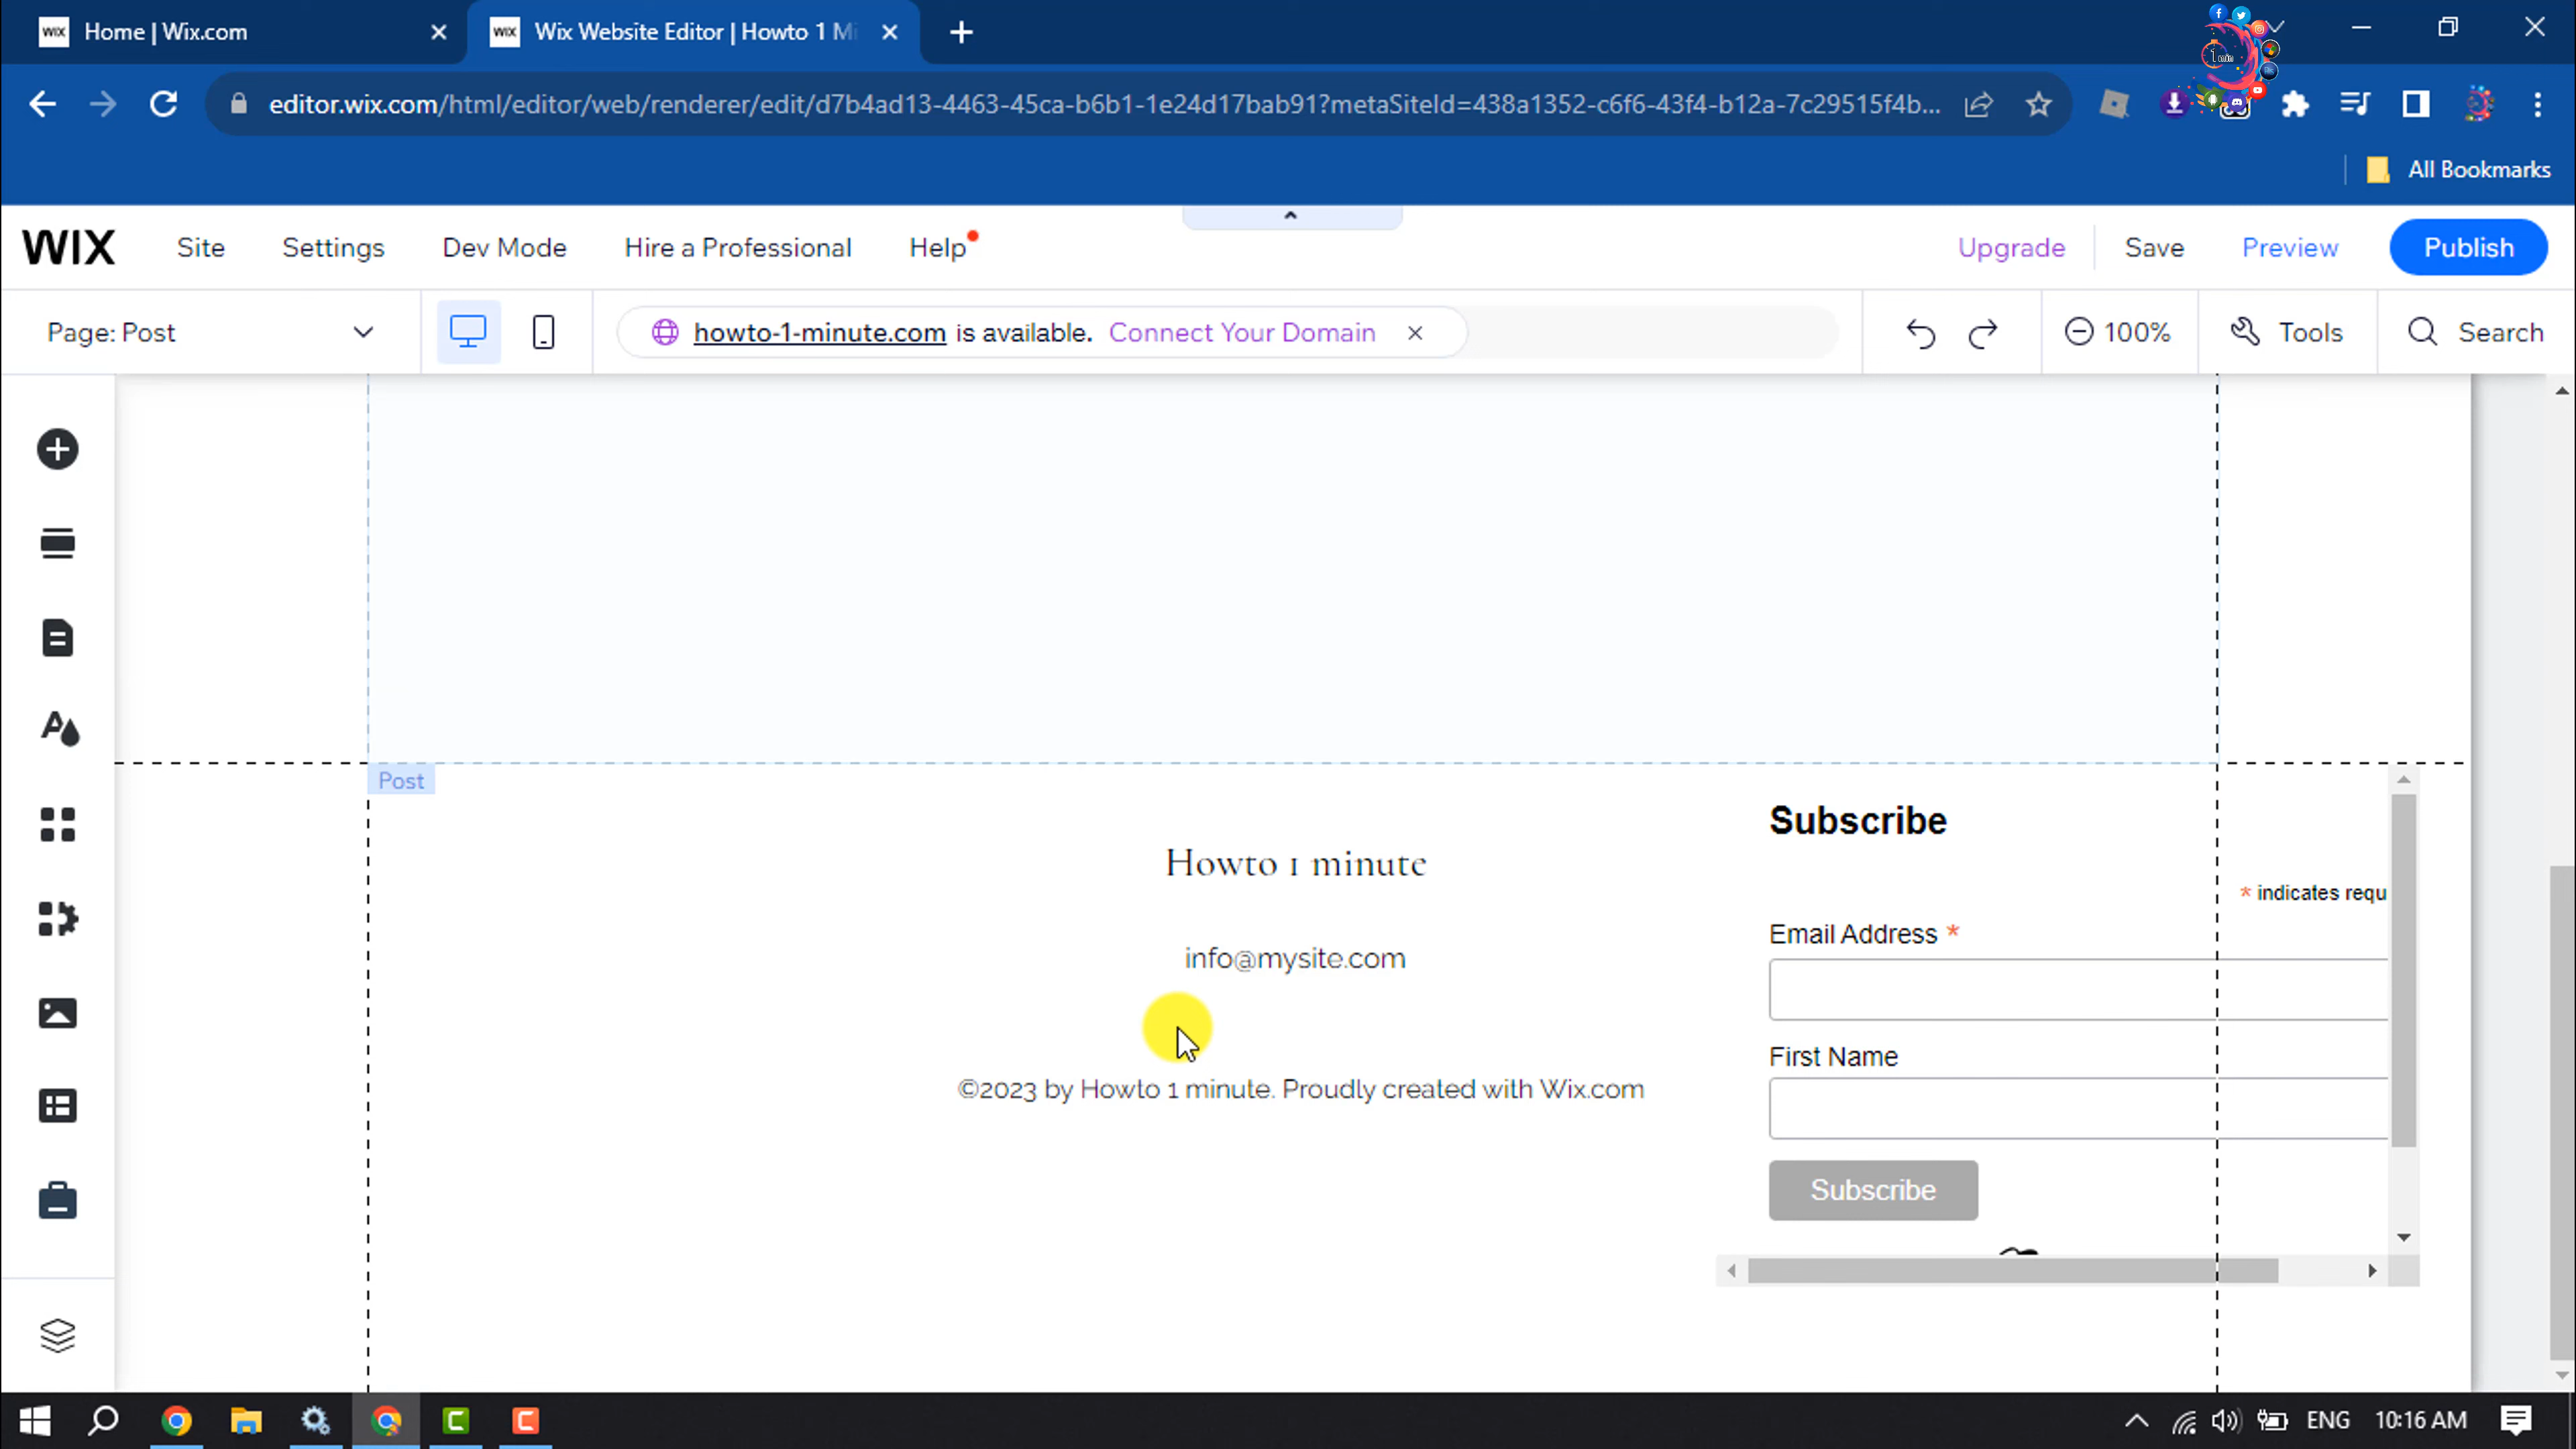 WIX Home | Wix.com
WIX Wix Website Editor | Howto 1 Mi
editor.wix.com/html/editor/web/renderer/edit/d7b4ad13-4463-45ca-b6b1-1e24d17bab91?metaSiteId=438a1352-c6f6-43f4-b12a-7c29515f4b...
All Bookmarks
WIX Site Settings Dev Mode Hire a Professional Help Upgrade Save Preview Publish
Page: Post howto-1-minute.com is available. Connect Your Domain 100% Tools Search
Post
Subscribe
Howto 1 minute
* indicates requ
Email Address *
info@mysite.com
First Name
©2023 by Howto 1 minute. Proudly created with Wix.com
Subscribe
ENG 10:16 AM